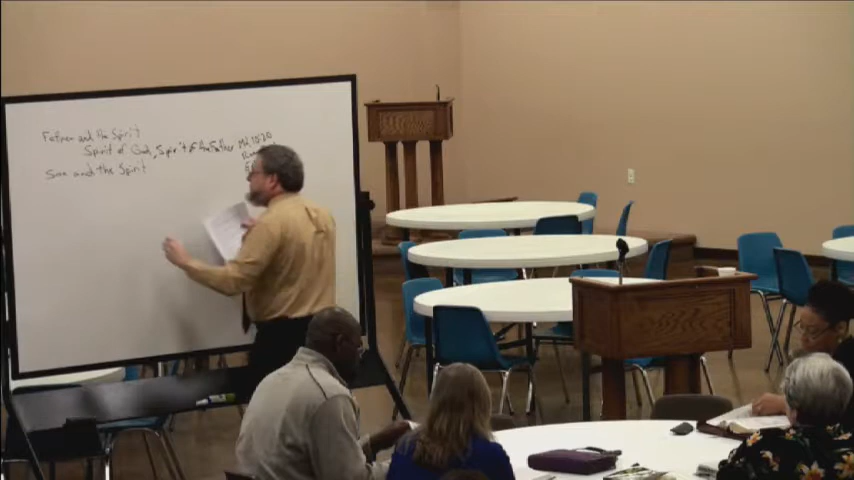 Father and the Spirit
Spirit of God, Spirit of the Father Mt. 10:20
Son and the Spirit